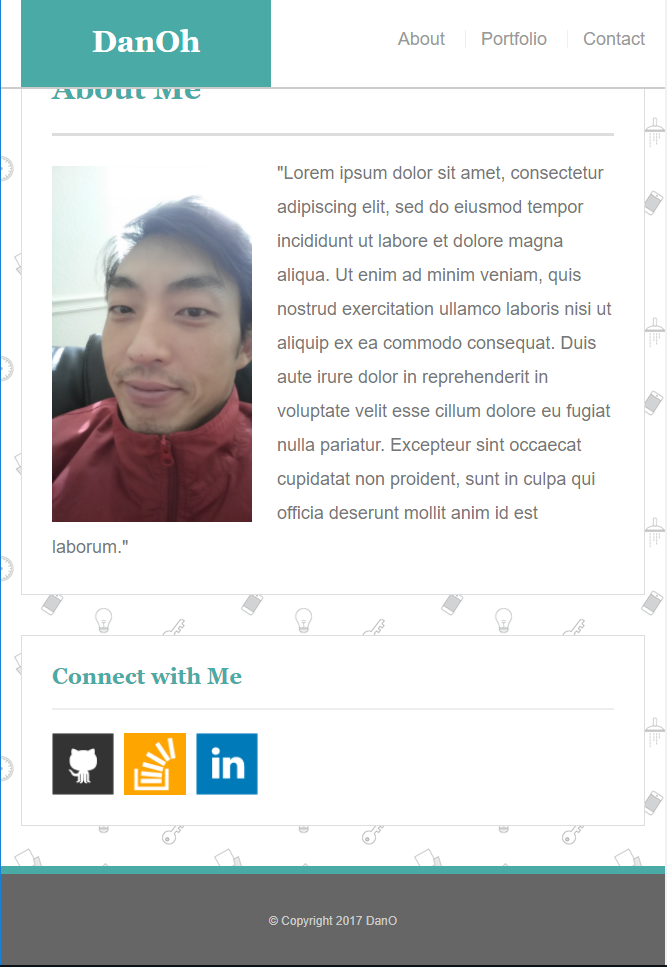 DanOh
About
Portfolio
Contact
About Me
"Lorem ipsum dolor sit amet, consectetur
adipiscing elit, sed do eiusmod tempor
incididunt ut labore et dolore magna
aliqua. Ut enim ad minim veniam, quis
nostrud exercitation ullamco laboris nisi ut
aliquip ex ea commodo consequat. Duis
aute irure dolor in reprehenderit in
voluptate velit esse cillum dolore eu fugiat
nulla pariatur. Excepteur sint occaecat
cupidatat non proident, sunt in culpa qui
officia deserunt mollit anim id est
laborum."
Connect with Me
in
© Copyright 2017 DanO